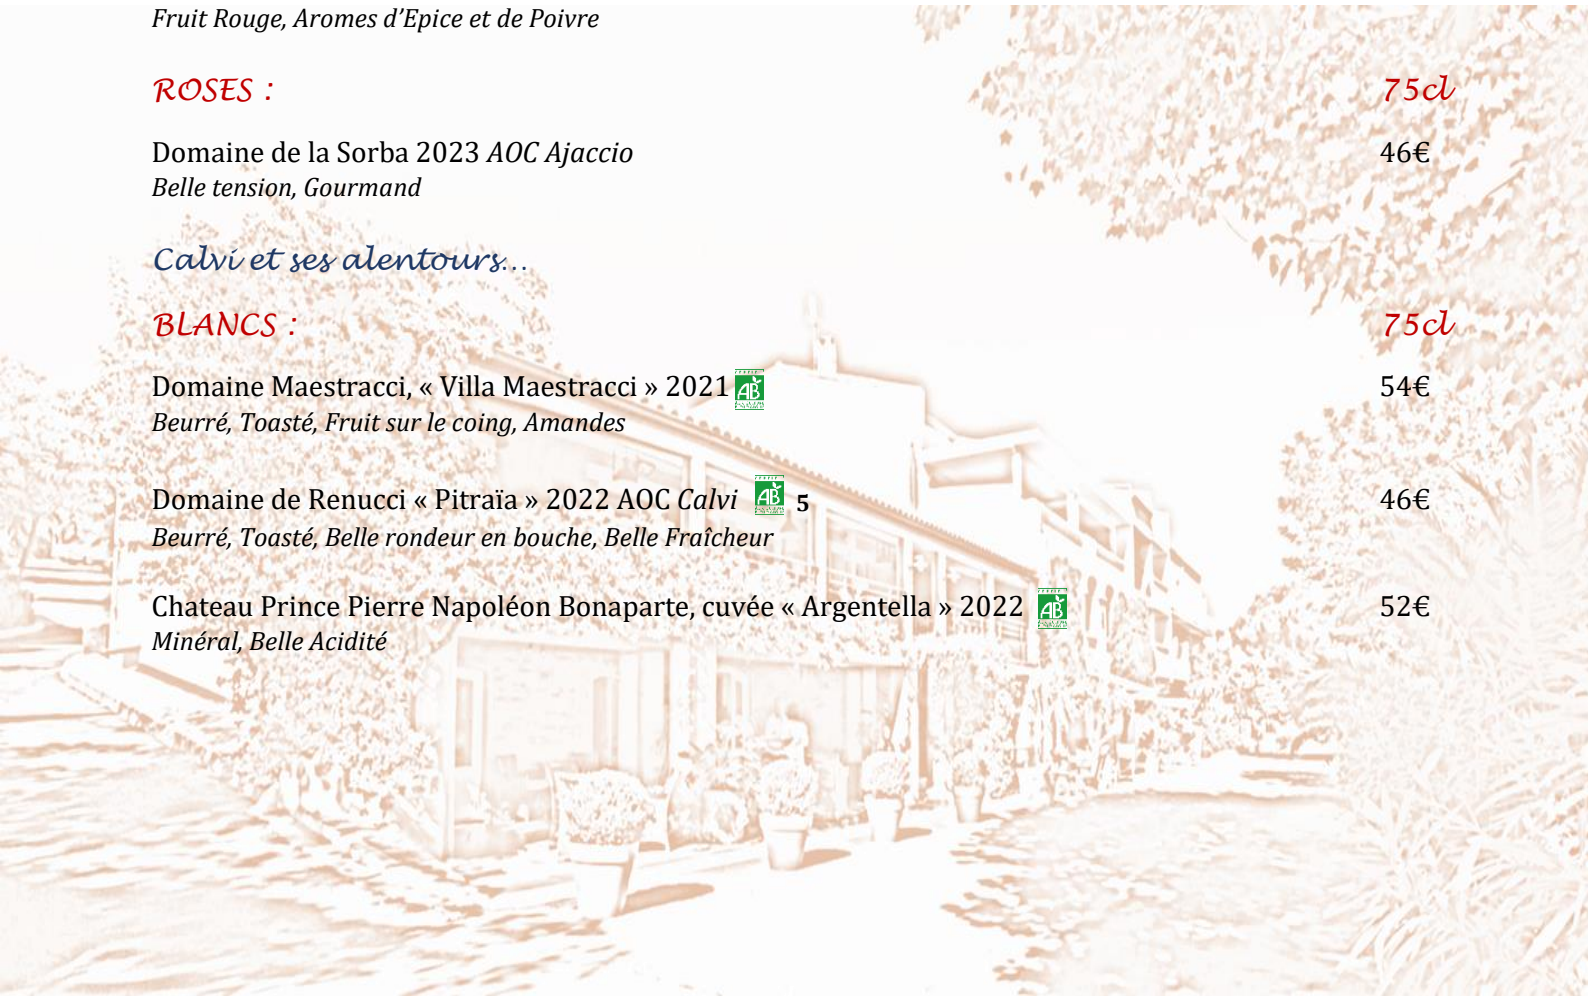 Fruit Rouge, Aromes d’Epice et de Poivre
ROSES : 75cl
Domaine de la Sorba 2023 AOC Ajaccio 46€
Belle tension, Gourmand
Calvi et ses alentours…
BLANCS : 75cl
Domaine Maestracci, « Villa Maestracci » 2021 AB 54€
Beurré, Toasté, Fruit sur le coing, Amandes
Domaine de Renucci « Pitraïa » 2022 AOC Calvi AB 5 46€
Beurré, Toasté, Belle rondeur en bouche, Belle Fraîcheur
Chateau Prince Pierre Napoléon Bonaparte, cuvée « Argentella » 2022 AB 52€
Minéral, Belle Acidité